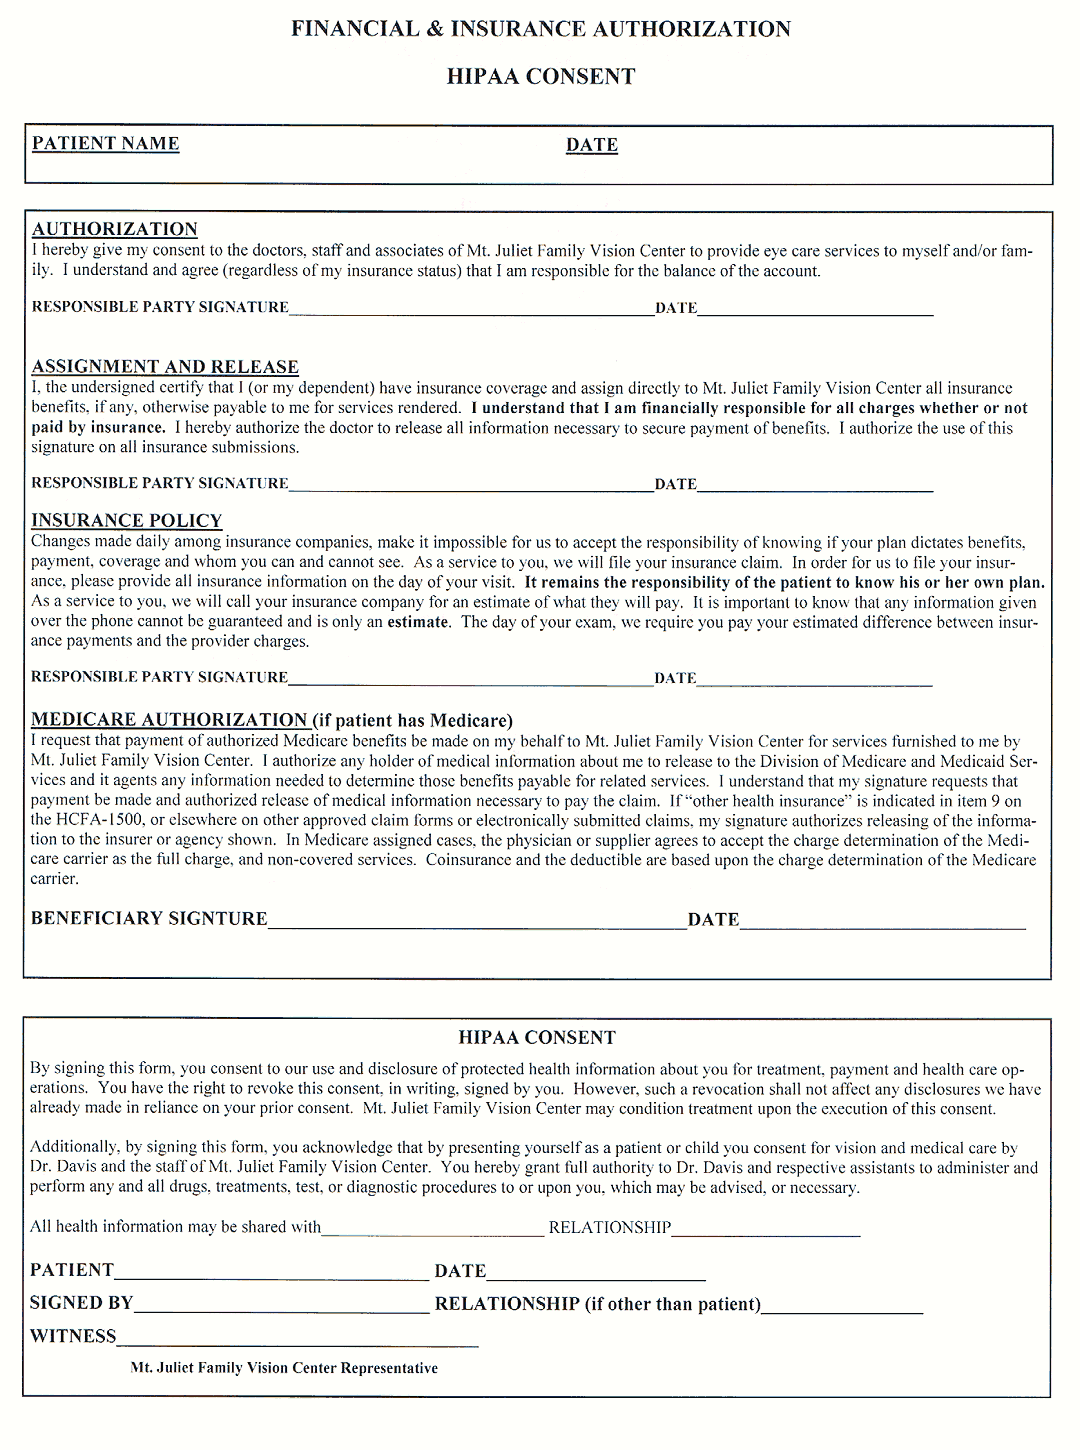 FINANCIAL & INSURANCE AUTHORIZATION
HIPAA CONSENT
PATIENT NAME DATE
AUTHORIZATION
I hereby give my consent to the doctors, staff and associates of Mt. Juliet Family Vision Center to provide eye care services to myself and/or fam-
ily. I understand and agree (regardless of my insurance status) that I am responsible for the balance of the account.
RESPONSIBLE PARTY SIGNATURE DATE
ASSIGNMENT AND RELEASE
I, the undersigned certify that I (or my dependent) have insurance coverage and assign directly to Mt. Juliet Family Vision Center all insurance
benefits, if any, otherwise payable to me for services rendered. I understand that I am financially responsible for all charges whether or not
paid by insurance. I hereby authorize the doctor to release all information necessary to secure payment of benefits. I authorize the use of this
signature on all insurance submissions.
RESPONSIBLE PARTY SIGNATURE DATE
INSURANCE POLICY
Changes made daily among insurance companies, make it impossible for us to accept the responsibility of knowing if your plan dictates benefits,
payment, coverage and whom you can and cannot see. As a service to you, we will file your insurance claim. In order for us to file your insur-
ance, please provide all insurance information on the day of your visit. It remains the responsibility of the patient to know his or her own plan.
As a service to you, we will call your insurance company for an estimate of what they will pay. It is important to know that any information given
over the phone cannot be guaranteed and is only an estimate. The day of your exam, we require you pay your estimated difference between insur-
ance payments and the provider charges.
RESPONSIBLE PARTY SIGNATURE DATE
MEDICARE AUTHORIZATION (if patient has Medicare)
I request that payment of authorized Medicare benefits be made on my behalf to Mt. Juliet Family Vision Center for services furnished to me by
Mt. Juliet Family Vision Center. I authorize any holder of medical information about me to release to the Division of Medicare and Medicaid Ser-
vices and it agents any information needed to determine those benefits payable for related services. I understand that my signature requests that
payment be made and authorized release of medical information necessary to pay the claim. If “other health insurance” is indicated in item 9 on
the HCFA-1500, or elsewhere on other approved claim forms or electronically submitted claims, my signature authorizes releasing of the informa-
tion to the insurer or agency shown. In Medicare assigned cases, the physician or supplier agrees to accept the charge determination of the Medi-
care carrier as the full charge, and non-covered services. Coinsurance and the deductible are based upon the charge determination of the Medicare
carrier.
BENEFICIARY SIGNTURE DATE
HIPAA CONSENT
By signing this form, you consent to our use and disclosure of protected health information about you for treatment, payment and health care op-
erations. You have the right to revoke this consent, in writing, signed by you. However, such a revocation shall not affect any disclosures we have
already made in reliance on your prior consent. Mt. Juliet Family Vision Center may condition treatment upon the execution of this consent.
Additionally, by signing this form, you acknowledge that by presenting yourself as a patient or child you consent for vision and medical care by
Dr. Davis and the staff of Mt. Juliet Family Vision Center. You hereby grant full authority to Dr. Davis and respective assistants to administer and
perform any and all drugs, treatments, test, or diagnostic procedures to or upon you, which may be advised, or necessary.
All health information may be shared with RELATIONSHIP
PATIENT DATE
SIGNED BY RELATIONSHIP (if other than patient)
WITNESS
Mt. Juliet Family Vision Center Representative